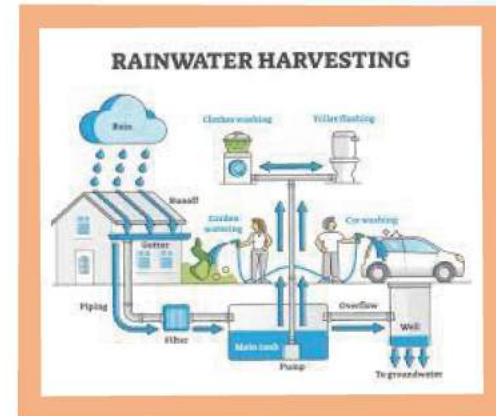 RAINWATER HARVESTING
Rain
Clothes washing
Toilet flushing
Runoff
Gutter
Garden
watering
Car washing
Piping
Filter
Main tank
Pump
Overflow
Well
To groundwater